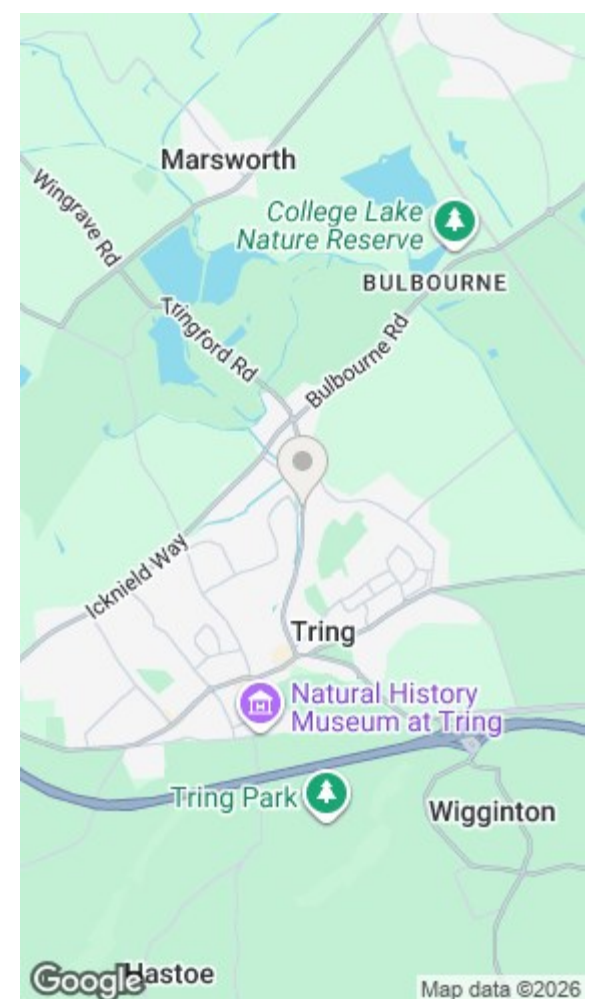 Marsworth
Wingrave Rd
College Lake
Nature Reserve
BULBOURNE
Tringford Rd
Bulbourne Rd
Icknield Way
Tring
Natural History
Museum at Tring
Tring Park
Wigginton
Hastoe
Google
Map data ©2026